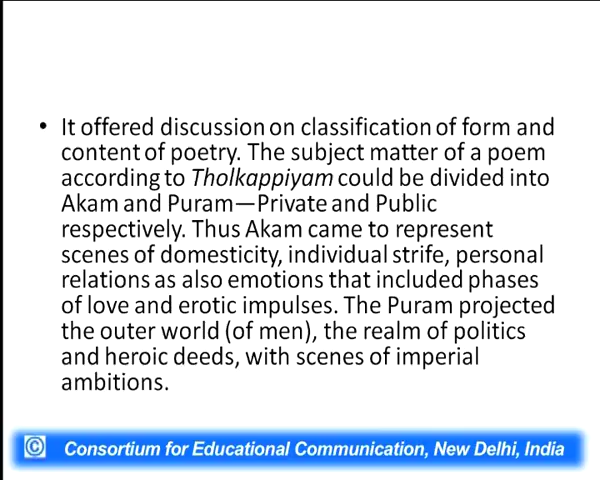 • It offered discussion on classification of form and
content of poetry. The subject matter of a poem
according to Tholkappiyam could be divided into
Akam and Puram—Private and Public
respectively. Thus Akam came to represent
scenes of domesticity, individual strife, personal
relations as also emotions that included phases
of love and erotic impulses. The Puram projected
the outer world (of men), the realm of politics
and heroic deeds, with scenes of imperial
ambitions.
© Consortium for Educational Communication, New Delhi, India